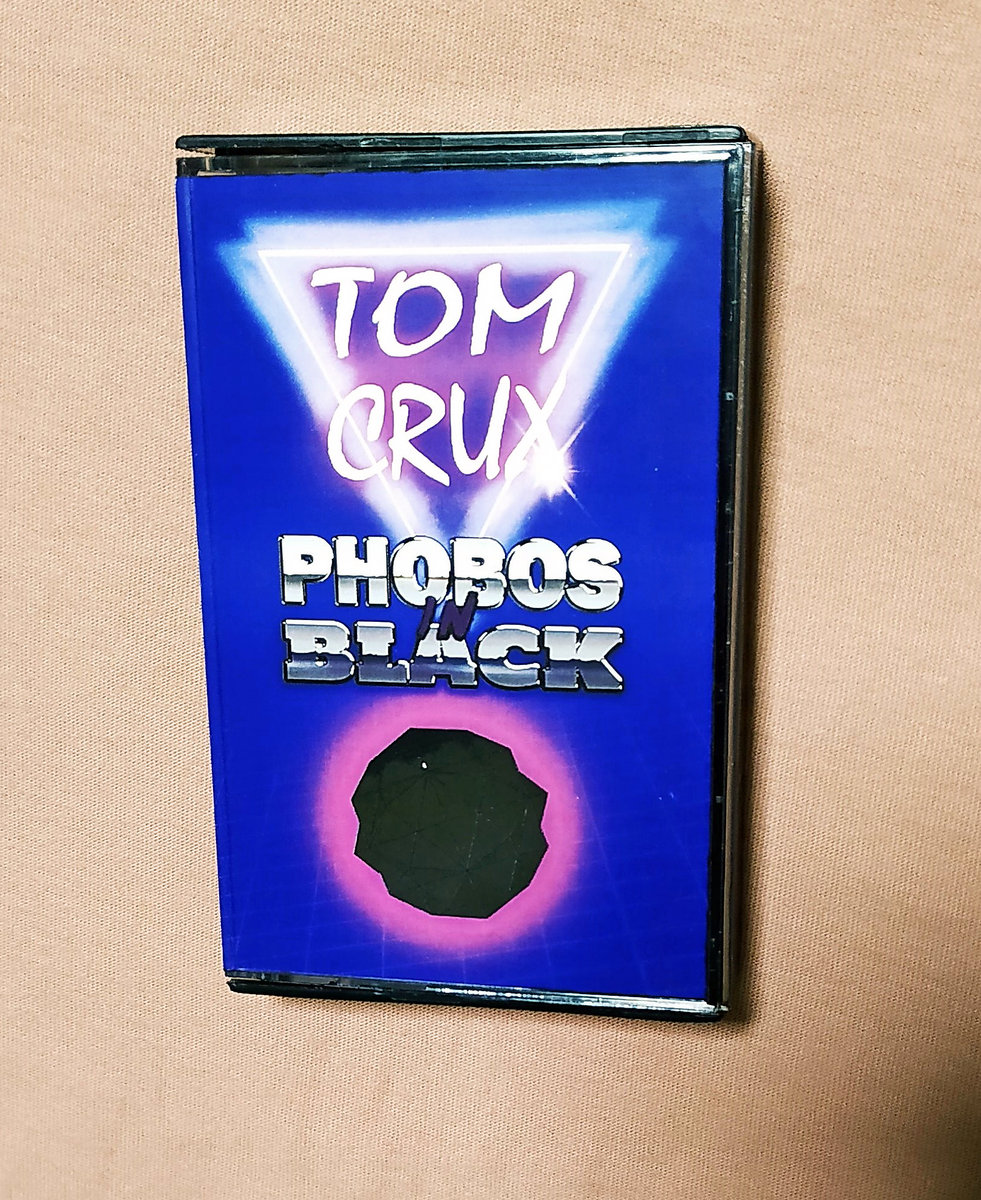 TOM
CRUX
PHOBOS
IN
BLACK